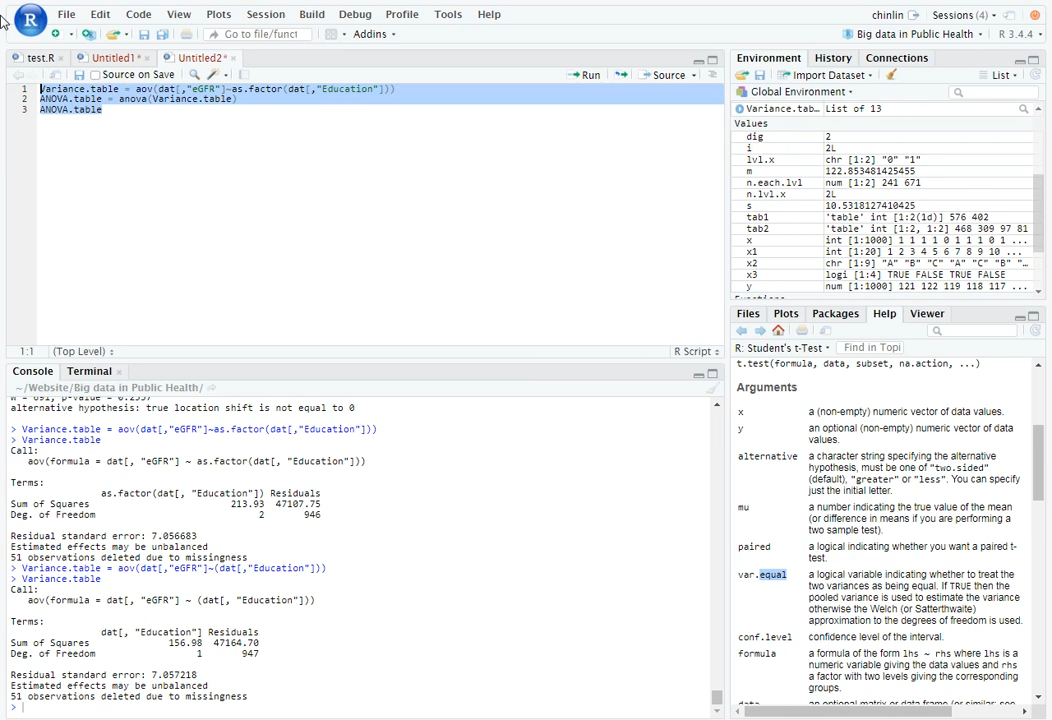 R File Edit Code View Plots Session Build Debug Profile Tools Help chinlin Sessions (4)
Go to file/funct Addins Big data in Public Health R 3.4.4
test.R Untitled1* Untitled2*
Source on Save Run Source
1 Variance.table = aov(dat[,"eGFR"]~as.factor(dat[,"Education"]))
2 ANOVA.table = anova(Variance.table)
3 ANOVA.table
1:1 (Top Level) R Script
Console Terminal
~/Website/Big data in Public Health/
alternative hypothesis: true location shift is not equal to 0
> Variance.table = aov(dat[,"eGFR"]~as.factor(dat[,"Education"]))
> Variance.table
Call:
aov(formula = dat[, "eGFR"] ~ as.factor(dat[, "Education"]))
Terms:
as.factor(dat[, "Education"]) Residuals
Sum of Squares 213.93 47107.75
Deg. of Freedom 2 946
Residual standard error: 7.056683
Estimated effects may be unbalanced
51 observations deleted due to missingness
> Variance.table = aov(dat[,"eGFR"]~(dat[,"Education"]))
> Variance.table
Call:
aov(formula = dat[, "eGFR"] ~ (dat[, "Education"]))
Terms:
dat[, "Education"] Residuals
Sum of Squares 156.98 47164.70
Deg. of Freedom 1 947
Residual standard error: 7.057218
Estimated effects may be unbalanced
51 observations deleted due to missingness
>
Environment History Connections
Import Dataset List
Global Environment
Variance.tab… List of 13
Values
dig 2
i 2L
lvl.x chr [1:2] "0" "1"
m 122.853481425455
n.each.lvl num [1:2] 241 671
n.lvl.x 2L
s 10.5318127410425
tab1 'table' int [1:2(1d)] 576 402
tab2 'table' int [1:2, 1:2] 468 309 97 81
x int [1:1000] 1 1 1 1 0 1 1 1 0 1 ...
x1 int [1:20] 1 2 3 4 5 6 7 8 9 10 ...
x2 chr [1:9] "A" "B" "C" "A" "C" "B" "…
x3 logi [1:4] TRUE FALSE TRUE FALSE
y num [1:1000] 121 122 119 118 117 ...
Files Plots Packages Help Viewer
R: Student's t-Test Find in Topi
t.test(formula, data, subset, na.action, ...)
Arguments
x a (non-empty) numeric vector of data values.
y an optional (non-empty) numeric vector of data
values.
alternative a character string specifying the alternative
hypothesis, must be one of "two.sided"
(default), "greater" or "less". You can specify
just the initial letter.
mu a number indicating the true value of the mean
(or difference in means if you are performing a
two sample test).
paired a logical indicating whether you want a paired t-
test.
var.equal a logical variable indicating whether to treat the
two variances as being equal. If TRUE then the
pooled variance is used to estimate the variance
otherwise the Welch (or Satterthwaite)
approximation to the degrees of freedom is used.
conf.level confidence level of the interval.
formula a formula of the form lhs ~ rhs where lhs is a
numeric variable giving the data values and rhs
a factor with two levels giving the corresponding
groups.